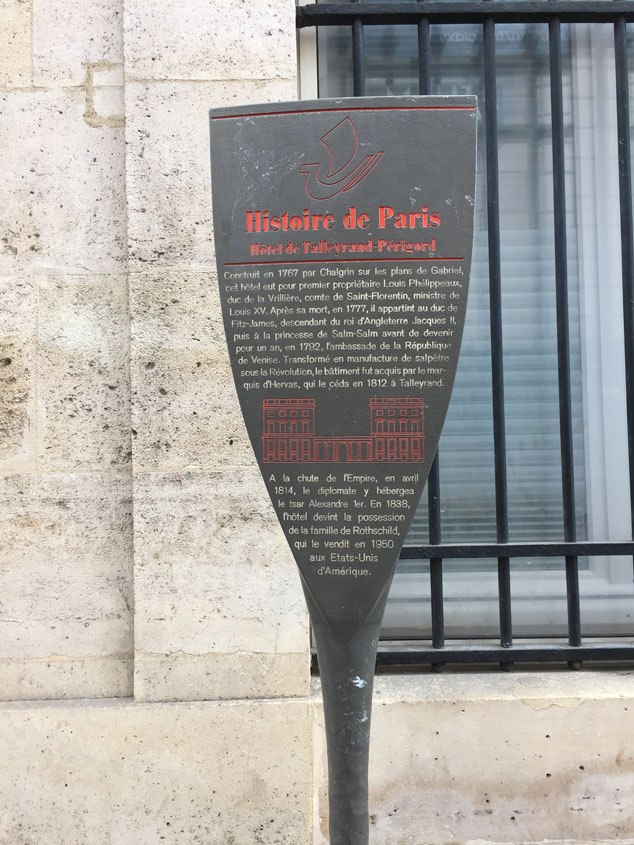 Histoire de Paris
Hôtel de Talleyrand-Périgord
Construit en 1767 par Chalgrin sur les plans de Gabriel,
cet hôtel eut pour premier propriétaire Louis Phélippeaux,
duc de la Vrillière, comte de Saint-Florentin, ministre de
Louis XV. Après sa mort, en 1777, il appartint au duc de
Fitz-James, descendant du roi d'Angleterre Jacques II,
puis à la princesse de Salm-Salm avant de devenir
pour un an, en 1792, l'ambassade de la République
de Venise. Transformé en manufacture de salpêtre
sous la Révolution, le bâtiment fut acquis par le mar-
quis d'Hervas, qui le céda en 1812 à Talleyrand.
A la chute de l'Empire, en avril
1814, le diplomate y hébergea
le tsar Alexandre 1er. En 1838,
l'hôtel devint la possession
de la famille de Rothschild,
qui le vendit en 1950
aux Etats-Unis
d'Amérique.